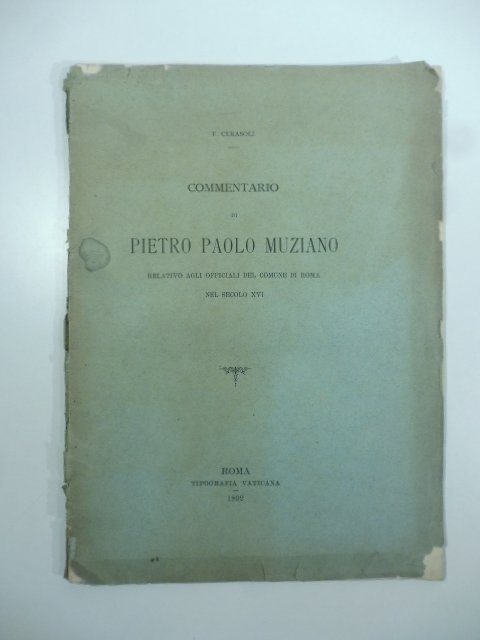 F. CERASOLI
COMMENTARIO
DI
PIETRO PAOLO MUZIANO
RELATIVO AGLI OFFICIALI DEL COMUNE DI ROMA
NEL SECOLO XVI
ROMA
TIPOGRAFIA VATICANA
1892